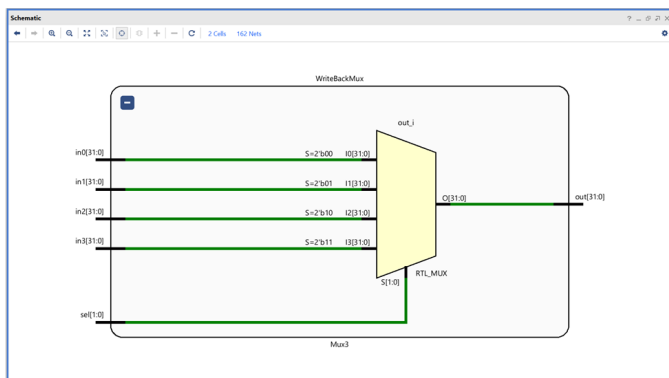 Schematic
2 Cells 162 Nets
WriteBackMux
out_i
in0[31:0] S=2'b00 I0[31:0]
in1[31:0] S=2'b01 I1[31:0]
O[31:0] out[31:0]
in2[31:0] S=2'b10 I2[31:0]
in3[31:0] S=2'b11 I3[31:0]
RTL_MUX
S[1:0]
sel[1:0]
Mux3